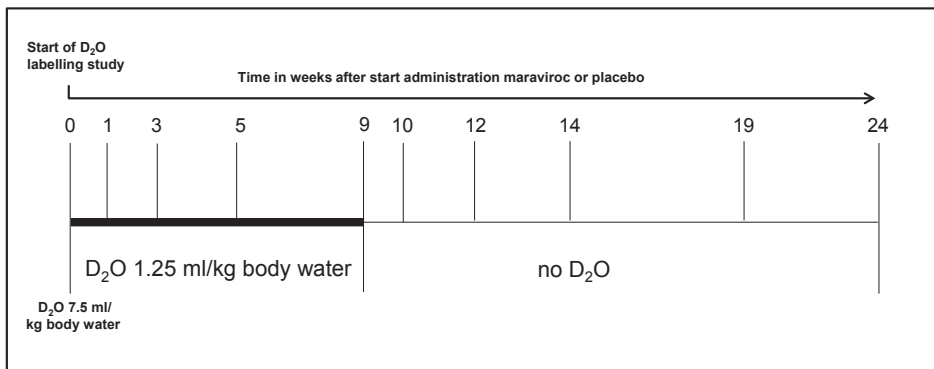 Start of D₂O
labelling study
Time in weeks after start administration maraviroc or placebo
0 1 3 5 9 10 12 14 19 24
D₂O 1.25 ml/kg body water no D₂O
D₂O 7.5 ml/
kg body water